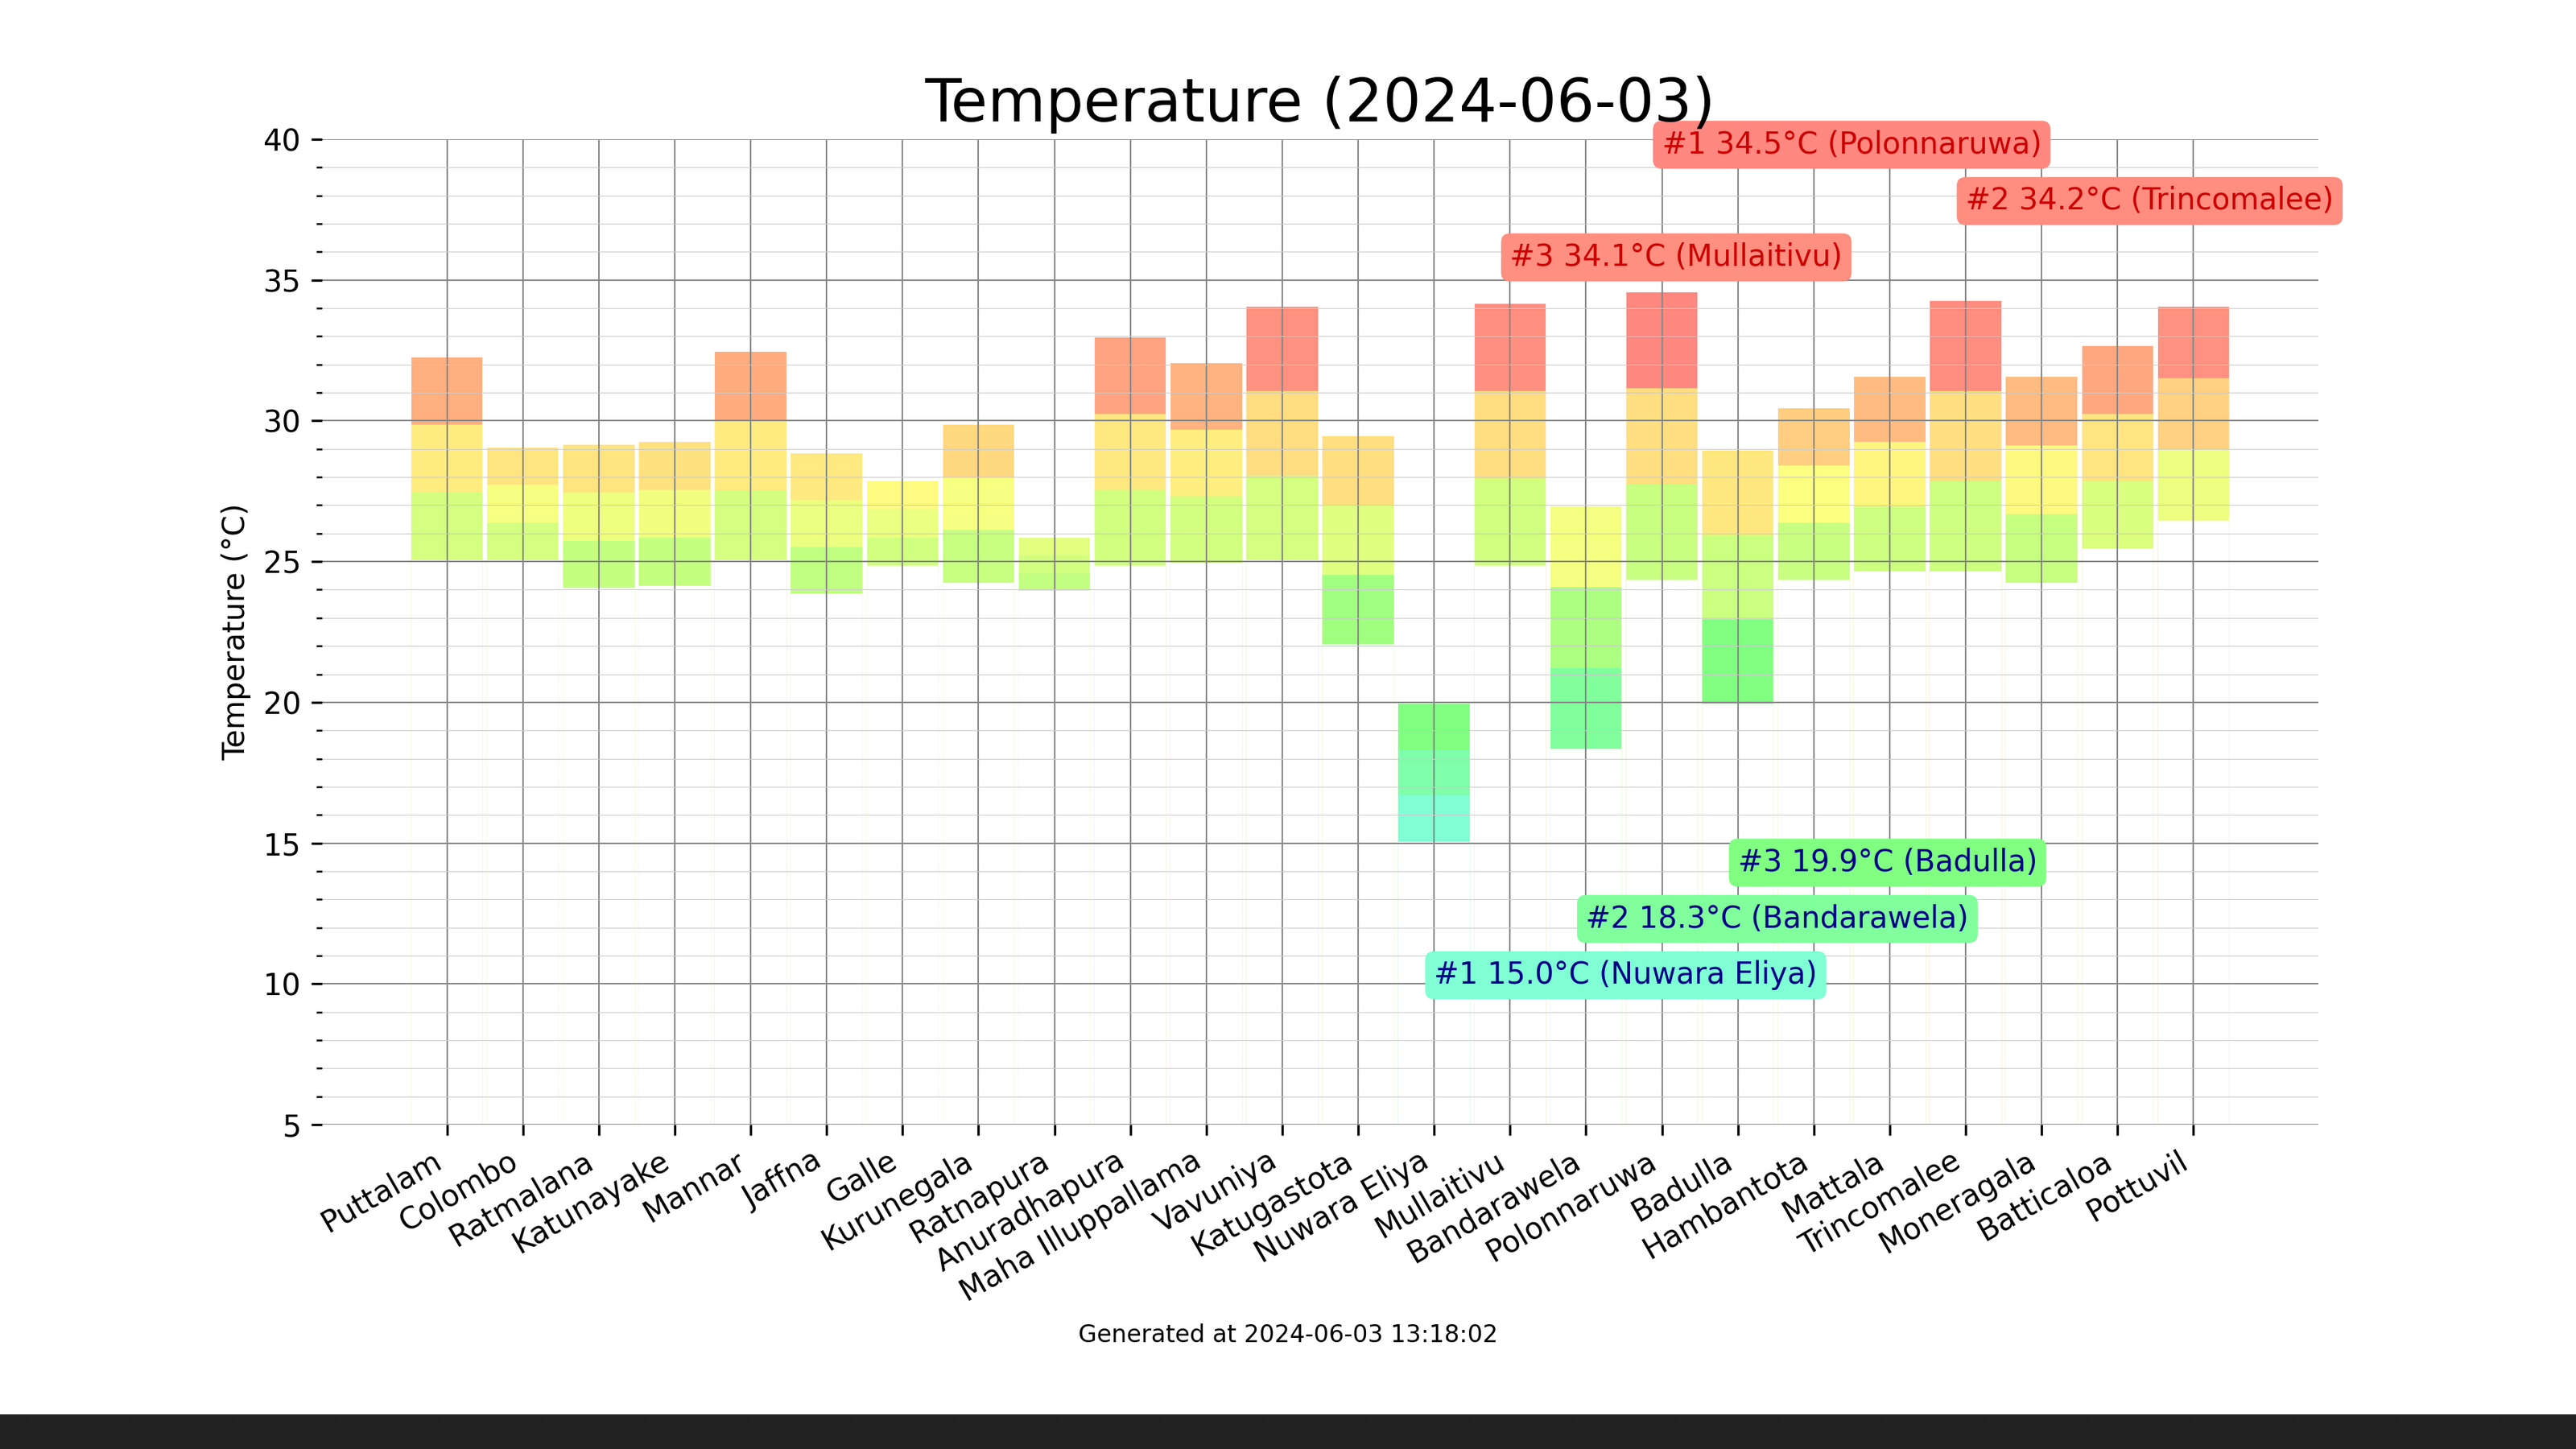 Temperature (2024-06-03)
#1 34.5°C (Polonnaruwa)
#2 34.2°C (Trincomalee)
#3 34.1°C (Mullaitivu)
40
35
30
25
20
15
10
5
Temperature (°C)
#3 19.9°C (Badulla)
#2 18.3°C (Bandarawela)
#1 15.0°C (Nuwara Eliya)
Puttalam
Colombo
Ratmalana
Katunayake
Mannar
Jaffna
Galle
Kurunegala
Ratnapura
Anuradhapura
Maha Illuppallama
Vavuniya
Katugastota
Nuwara Eliya
Mullaitivu
Bandarawela
Polonnaruwa
Badulla
Hambantota
Mattala
Trincomalee
Moneragala
Batticaloa
Pottuvil
Generated at 2024-06-03 13:18:02